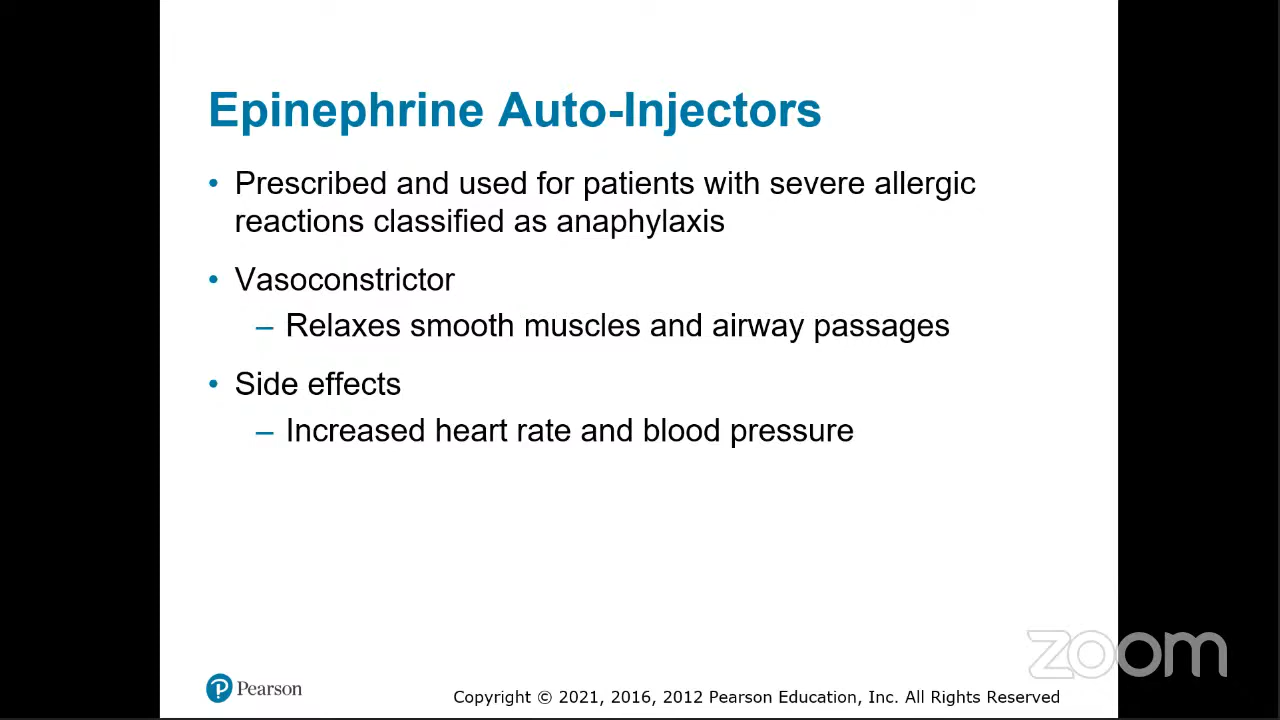 Epinephrine Auto-Injectors
• Prescribed and used for patients with severe allergic
reactions classified as anaphylaxis
• Vasoconstrictor
– Relaxes smooth muscles and airway passages
• Side effects
– Increased heart rate and blood pressure
zoom
Pearson
Copyright © 2021, 2016, 2012 Pearson Education, Inc. All Rights Reserved